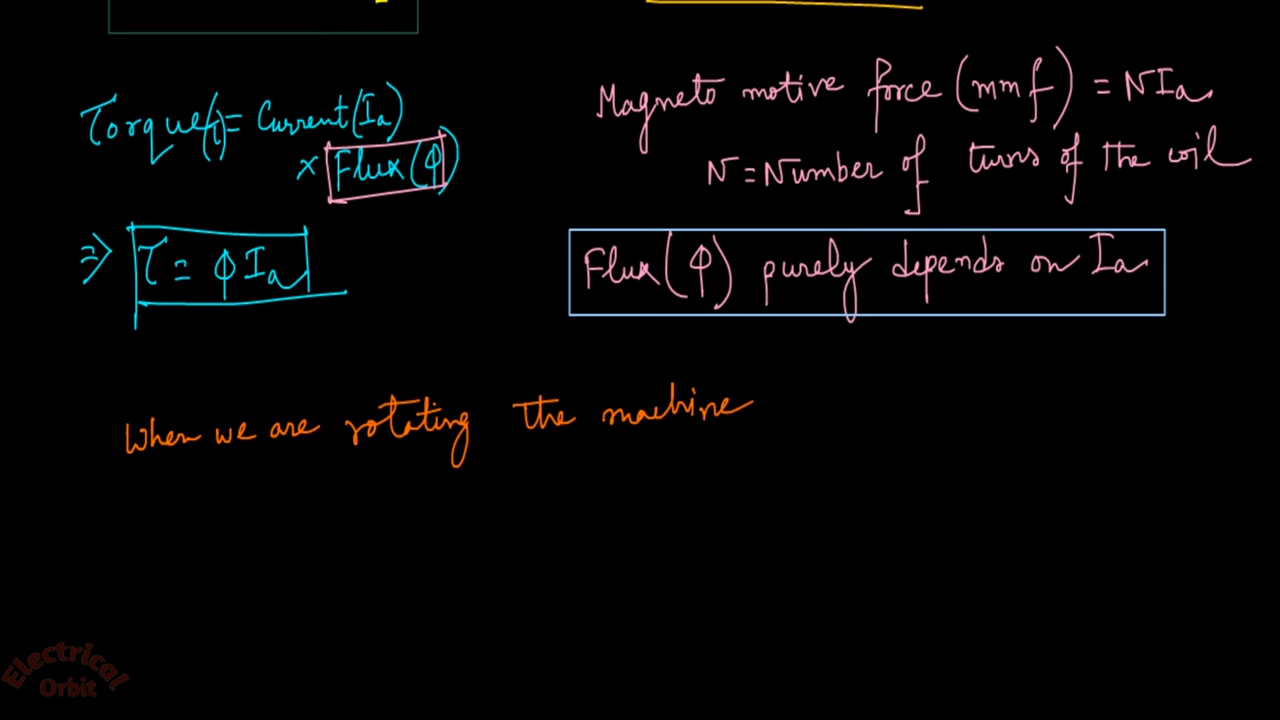 Torque(τ) = Current(Ia)
× Flux(φ)
⇒ τ = φ Ia
Magneto motive force (mmf) = NIa
N = Number of turns of the coil
Flux(φ) purely depends on Ia
When we are rotating the machine
Electrical
Orbit